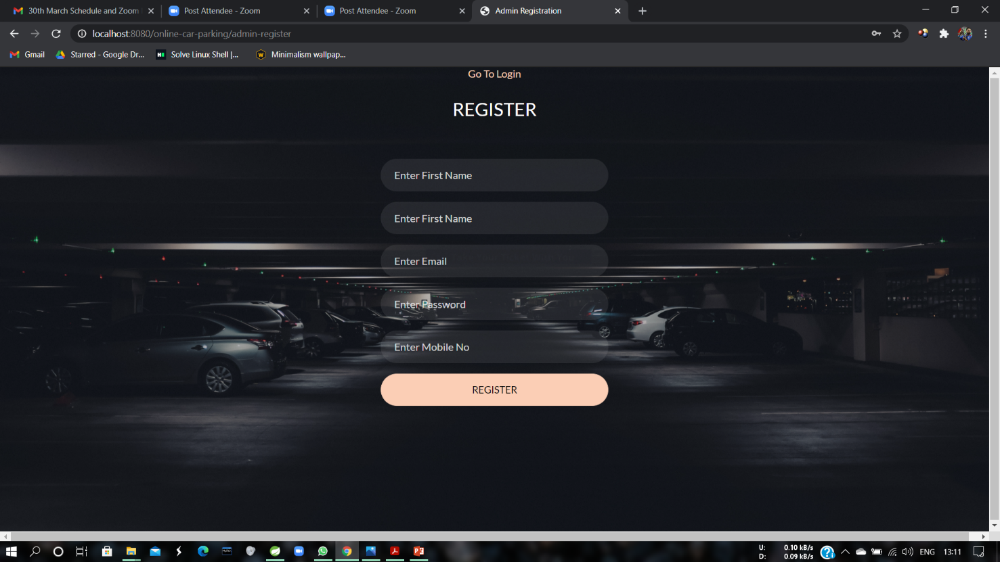 30th March Schedule and Zoom
Post Attendee - Zoom
Post Attendee - Zoom
Admin Registration
localhost:8080/online-car-parking/admin-register
Gmail
Starred - Google Dr...
Solve Linux Shell |...
Minimalism wallpap...
Go To Login
REGISTER
Enter First Name
Enter First Name
Enter Email
Enter Password
Enter Mobile No
REGISTER
U: 0.10 kB/s
D: 0.09 kB/s
ENG
13:11